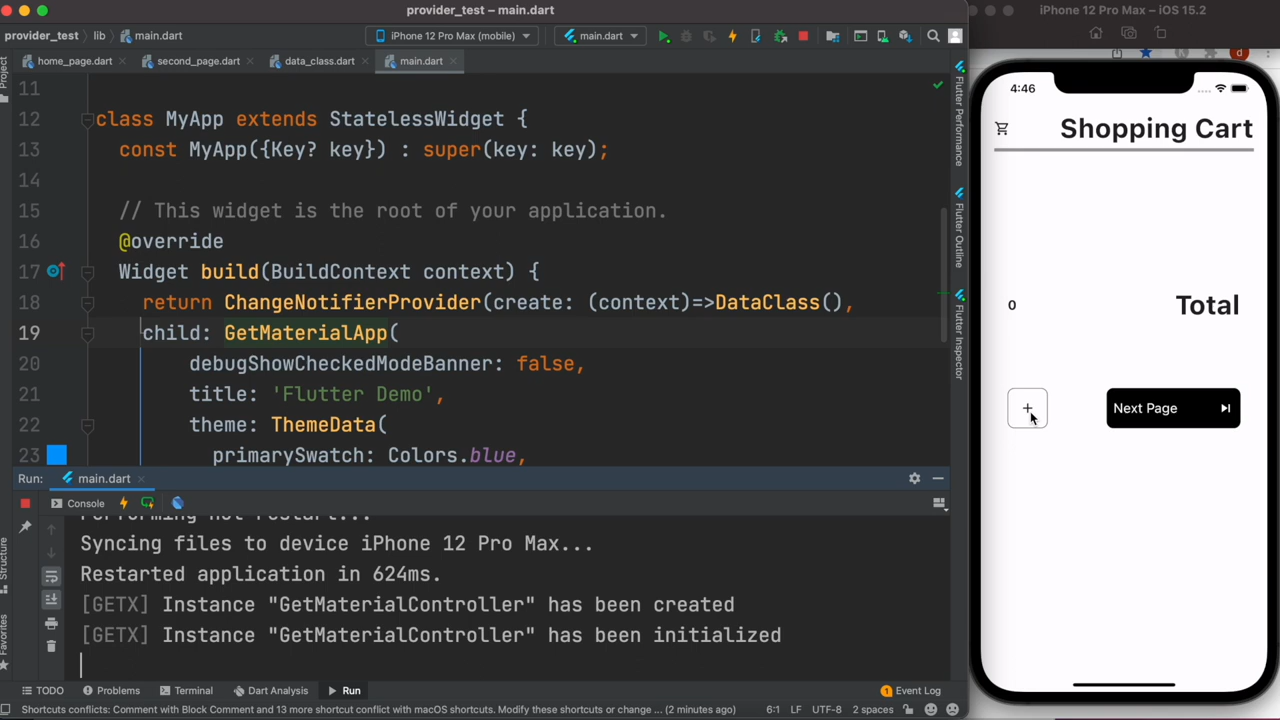 provider_test – main.dart
provider_test
lib
main.dart
iPhone 12 Pro Max (mobile)
main.dart
home_page.dart
second_page.dart
data_class.dart
main.dart
Project
11
12 class MyApp extends StatelessWidget {
13 const MyApp({Key? key}) : super(key: key);
14
15 // This widget is the root of your application.
16 @override
17 Widget build(BuildContext context) {
18 return ChangeNotifierProvider(create: (context)=>DataClass(),
19 child: GetMaterialApp(
20 debugShowCheckedModeBanner: false,
21 title: 'Flutter Demo',
22 theme: ThemeData(
23 primarySwatch: Colors.blue,
Flutter Performance
Flutter Outline
Flutter Inspector
Run: main.dart
Console
Syncing files to device iPhone 12 Pro Max...
Restarted application in 624ms.
[GETX] Instance "GetMaterialController" has been created
[GETX] Instance "GetMaterialController" has been initialized
Structure
Favorites
TODO
Problems
Terminal
Dart Analysis
Run
1 Event Log
Shortcuts conflicts: Comment with Block Comment and 13 more shortcut conflict with macOS shortcuts. Modify these shortcuts or change ... (2 minutes ago)
6:1 LF UTF-8 2 spaces
iPhone 12 Pro Max – iOS 15.2
d
4:46
Shopping Cart
0 Total
+ Next Page